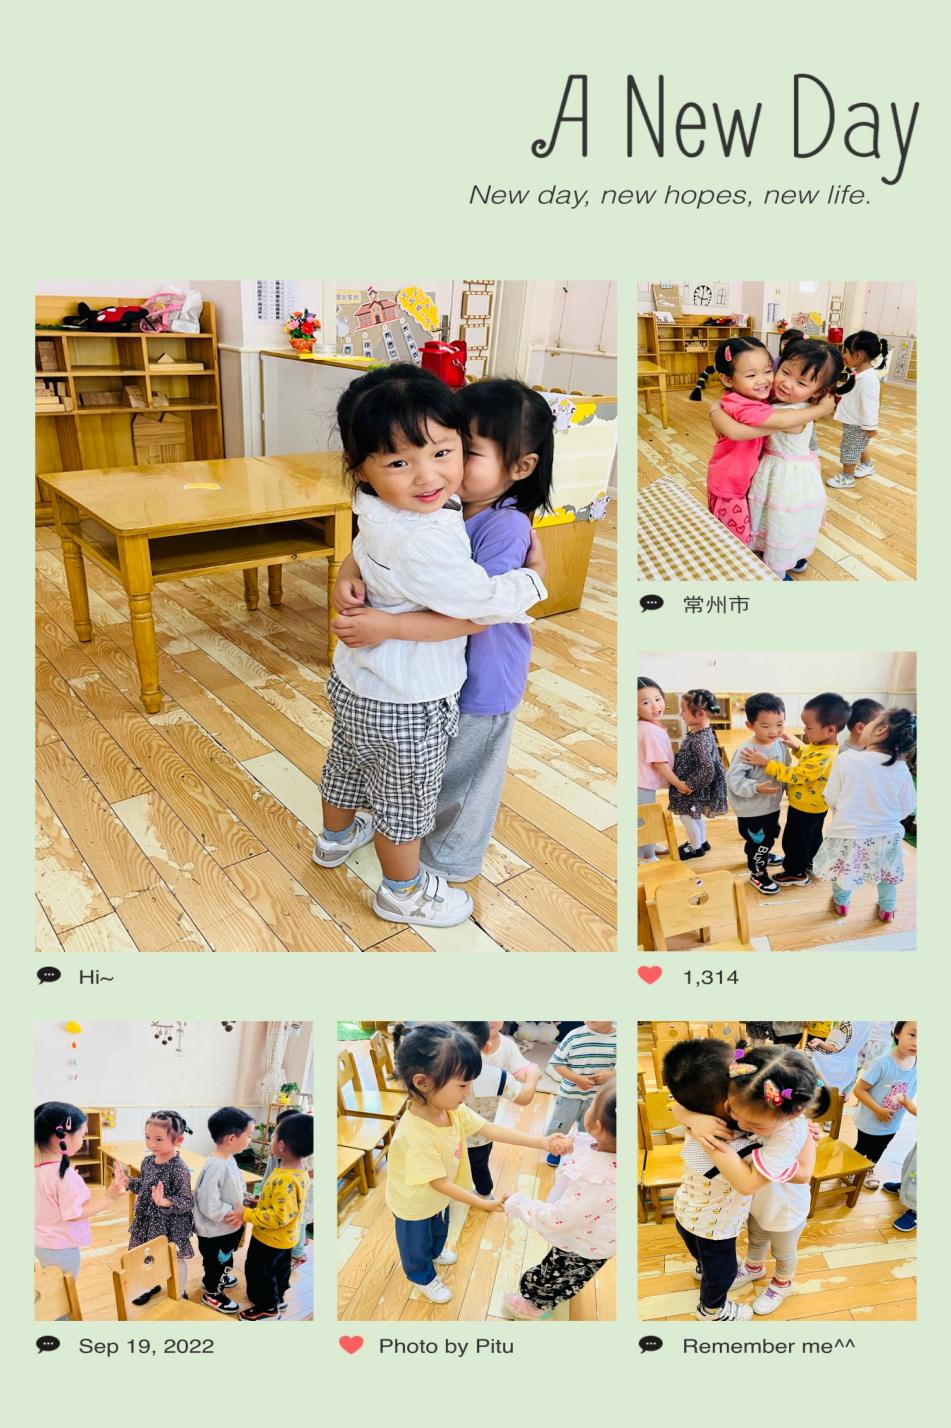 A New Day
New day, new hopes, new life.
常州市
Hi~
1,314
Sep 19, 2022
Photo by Pitu
Remember me^^